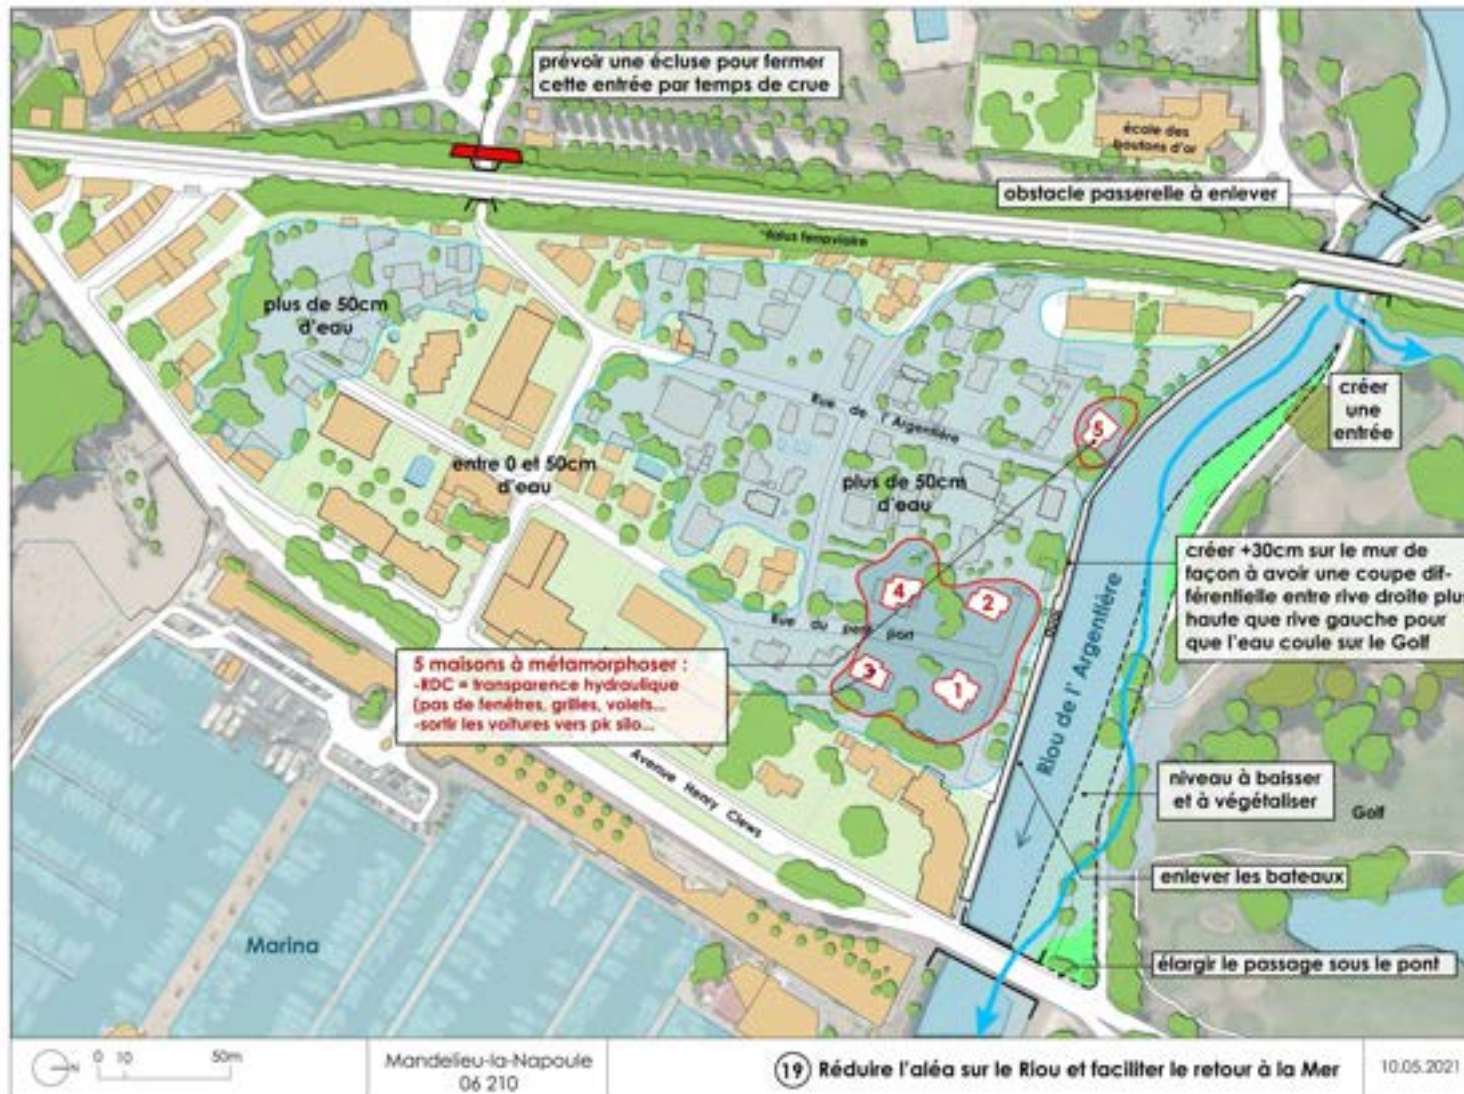 prévoir une écluse pour fermer
cette entrée par temps de crue
école des
boutons d'or
obstacle passerelle à enlever
talus ferroviaire
plus de 50cm
d'eau
créer
une
entrée
Rue de l'Argentière
5
entre 0 et 50cm
d'eau
plus de 50cm
d'eau
créer +30cm sur le mur de
façon à avoir une coupe dif-
férentielle entre rive droite plus
haute que rive gauche pour
que l'eau coule sur le Golf
4
2
Rue du petit port
3
1
5 maisons à métamorphoser :
-RDC = transparence hydraulique
(pas de fenêtres, grilles, volets...
-sortir les voitures vers pk silo...
Riou de l'Argentière
niveau à baisser
et à végétaliser
Golf
Avenue Henry Clews
enlever les bateaux
Marina
élargir le passage sous le pont
N
0 10 50m
Mandelieu-la-Napoule
06 210
19 Réduire l'aléa sur le Riou et faciliter le retour à la Mer
10.05.2021